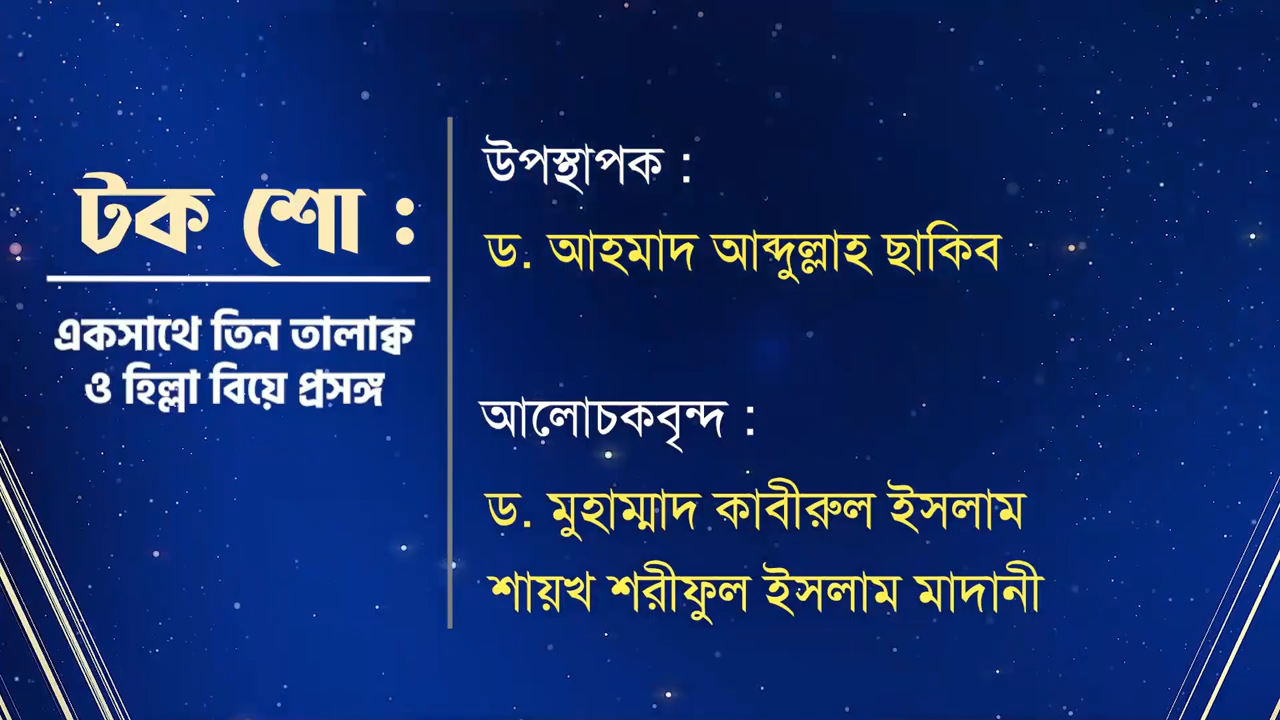 টক শো :
একসাথে তিন তালাক্ব
ও হিল্লা বিয়ে প্রসঙ্গ
উপস্থাপক :
ড. আহমাদ আব্দুল্লাহ ছাকিব
আলোচকবৃন্দ :
ড. মুহাম্মাদ কাবীরুল ইসলাম
শায়খ শরীফুল ইসলাম মাদানী